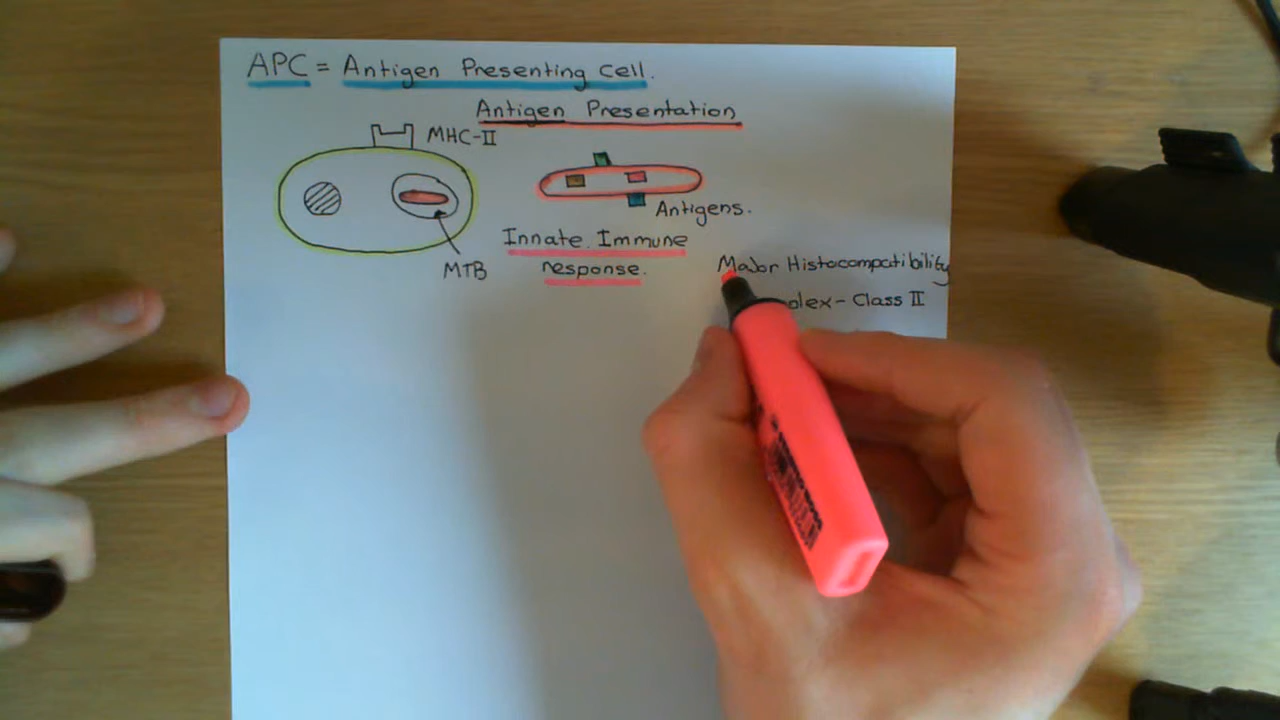 APC = Antigen Presenting Cell.
Antigen Presentation
MHC-II
Antigens.
Innate Immune
response.
MTB
Major Histocompatibility
Class II